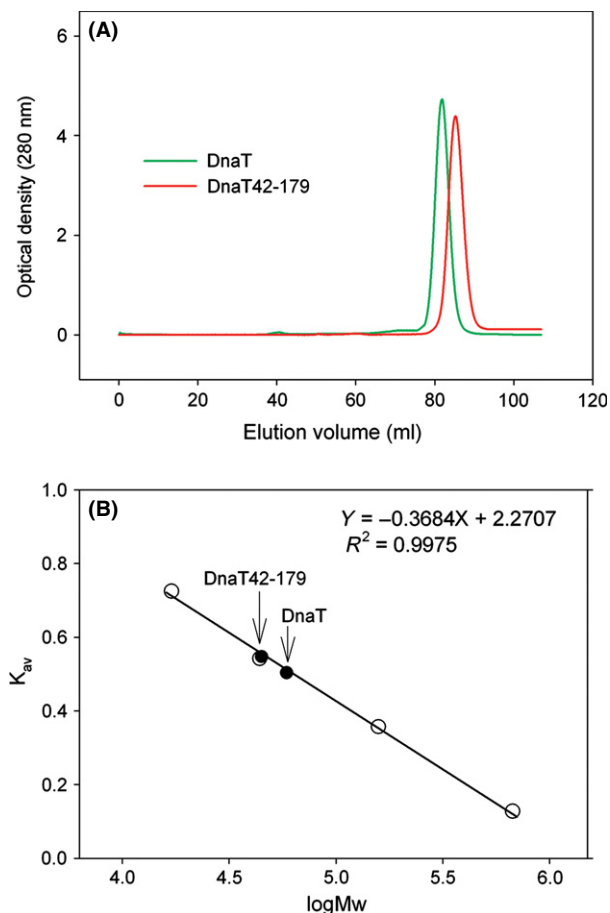 (A)
6
4
2
0
Optical density (280 nm)
DnaT
DnaT42-179
0 20 40 60 80 100 120
Elution volume (ml)
(B)
1.0
0.8
0.6
0.4
0.2
0.0
K_av
Y = –0.3684X + 2.2707
R² = 0.9975
DnaT42-179
DnaT
4.0 4.5 5.0 5.5 6.0
logMw